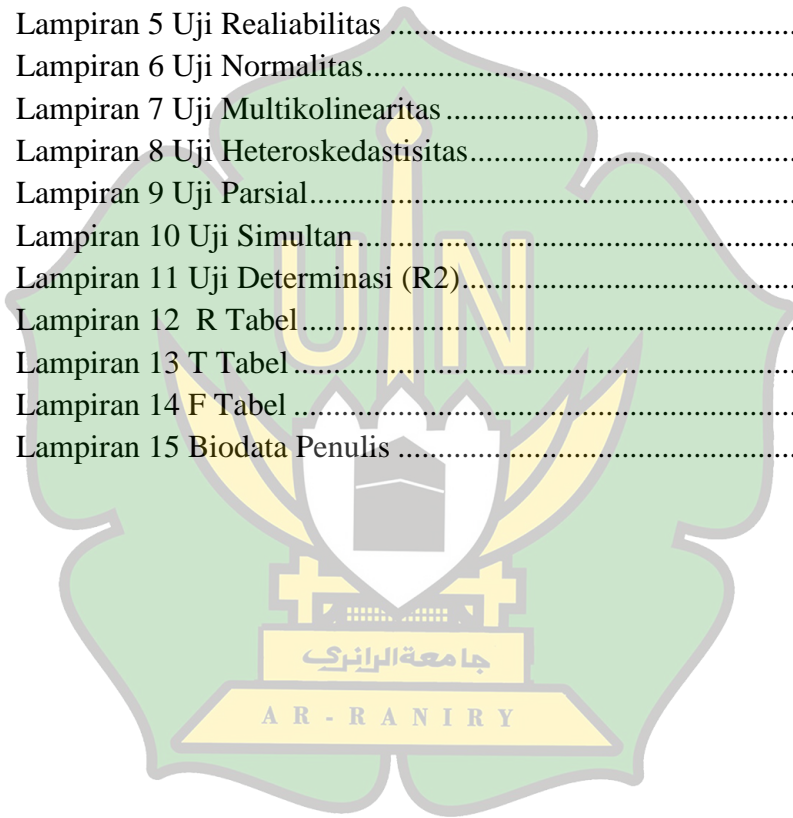 Lampiran 5 Uji Realiabilitas ......................................................
Lampiran 6 Uji Normalitas.........................................................
Lampiran 7 Uji Multikolinearitas ..............................................
Lampiran 8 Uji Heteroskedastisitas...........................................
Lampiran 9 Uji Parsial.................................................................
Lampiran 10 Uji Simultan ..........................................................
Lampiran 11 Uji Determinasi (R2)............................................
Lampiran 12  R Tabel..................................................................
Lampiran 13 T Tabel ...................................................................
Lampiran 14 F Tabel ...................................................................
Lampiran 15 Biodata Penulis .....................................................
UIN
جامعة الرانري
AR-RANIRY